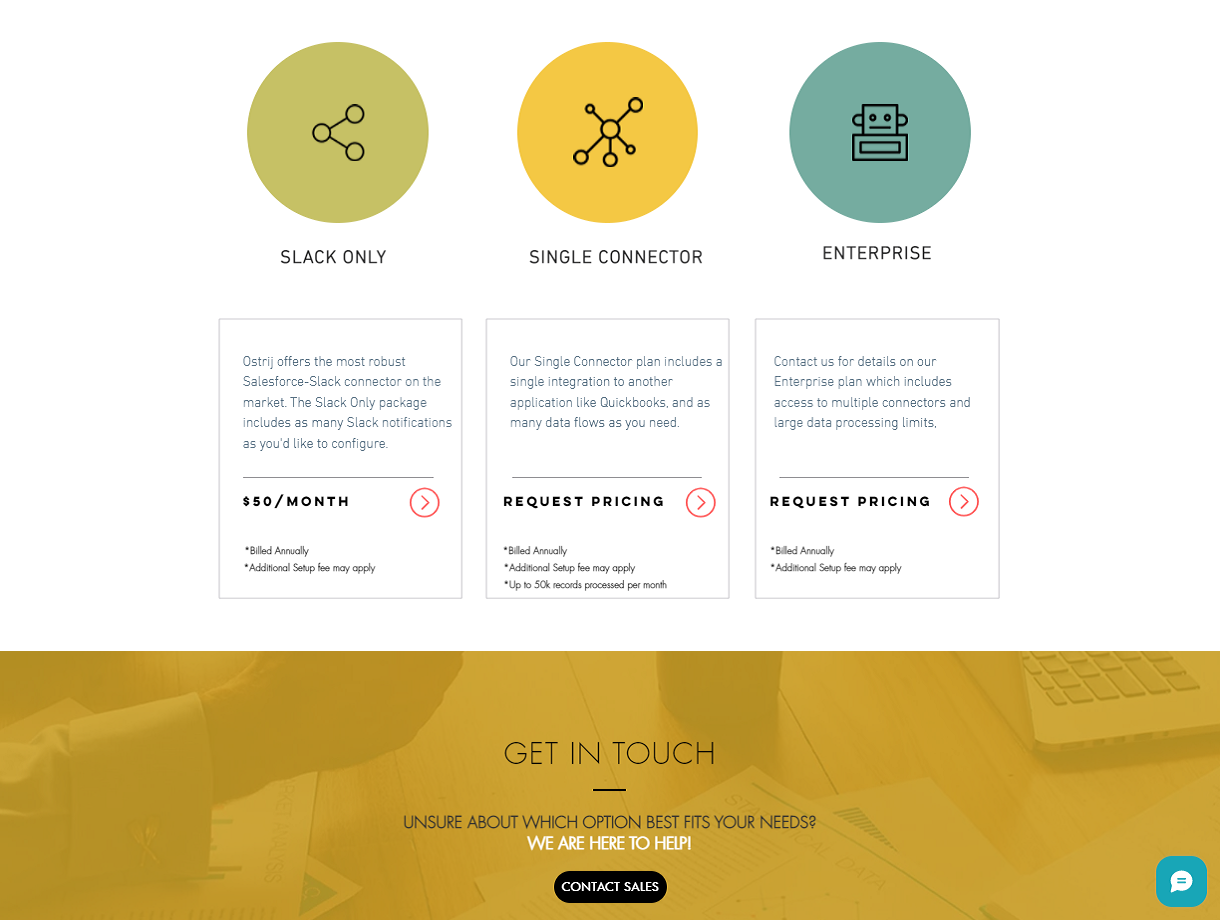 SLACK ONLY
SINGLE CONNECTOR
ENTERPRISE
Ostrij offers the most robust
Salesforce-Slack connector on the
market. The Slack Only package
includes as many Slack notifications
as you'd like to configure.
$50/MONTH
*Billed Annually
*Additional Setup fee may apply
Our Single Connector plan includes a
single integration to another
application like Quickbooks, and as
many data flows as you need.
REQUEST PRICING
*Billed Annually
*Additional Setup fee may apply
*Up to 50k records processed per month
Contact us for details on our
Enterprise plan which includes
access to multiple connectors and
large data processing limits,
REQUEST PRICING
*Billed Annually
*Additional Setup fee may apply
GET IN TOUCH
UNSURE ABOUT WHICH OPTION BEST FITS YOUR NEEDS?
WE ARE HERE TO HELP!
CONTACT SALES